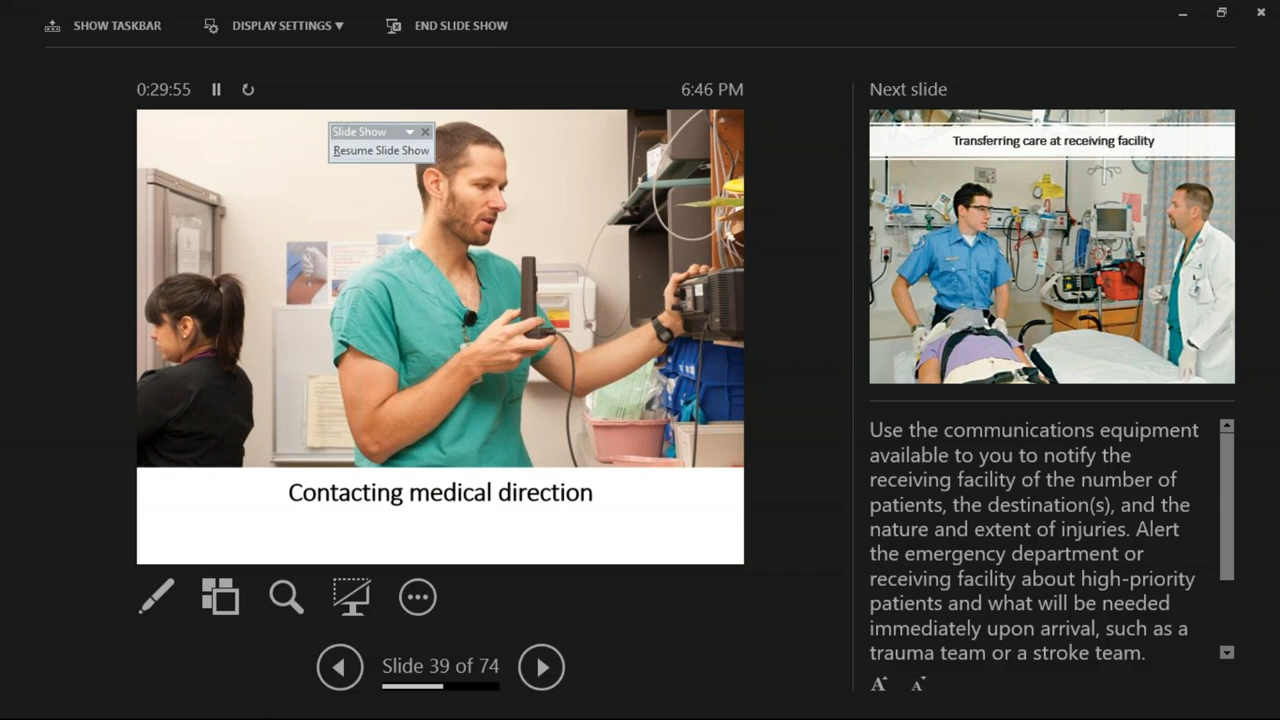 SHOW TASKBAR
DISPLAY SETTINGS ▼
END SLIDE SHOW
0:29:55
6:46 PM
Next slide
Slide Show
Resume Slide Show
Transferring care at receiving facility
Contacting medical direction
Use the communications equipment
available to you to notify the
receiving facility of the number of
patients, the destination(s), and the
nature and extent of injuries. Alert
the emergency department or
receiving facility about high-priority
patients and what will be needed
immediately upon arrival, such as a
trauma team or a stroke team.
Slide 39 of 74
A A